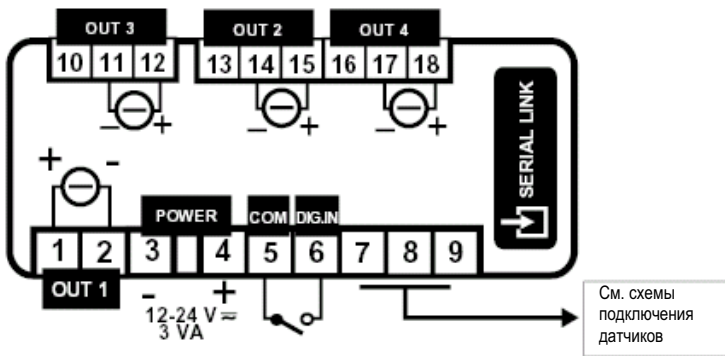 OUT 3 OUT 2 OUT 4
10 11 12 13 14 15 16 17 18
- + - + - +
SERIAL LINK
+ -
POWER COM DIG.IN
1 2 3 4 5 6 7 8 9
OUT 1
- +
12-24 V ≂
3 VA
См. схемы
подключения
датчиков